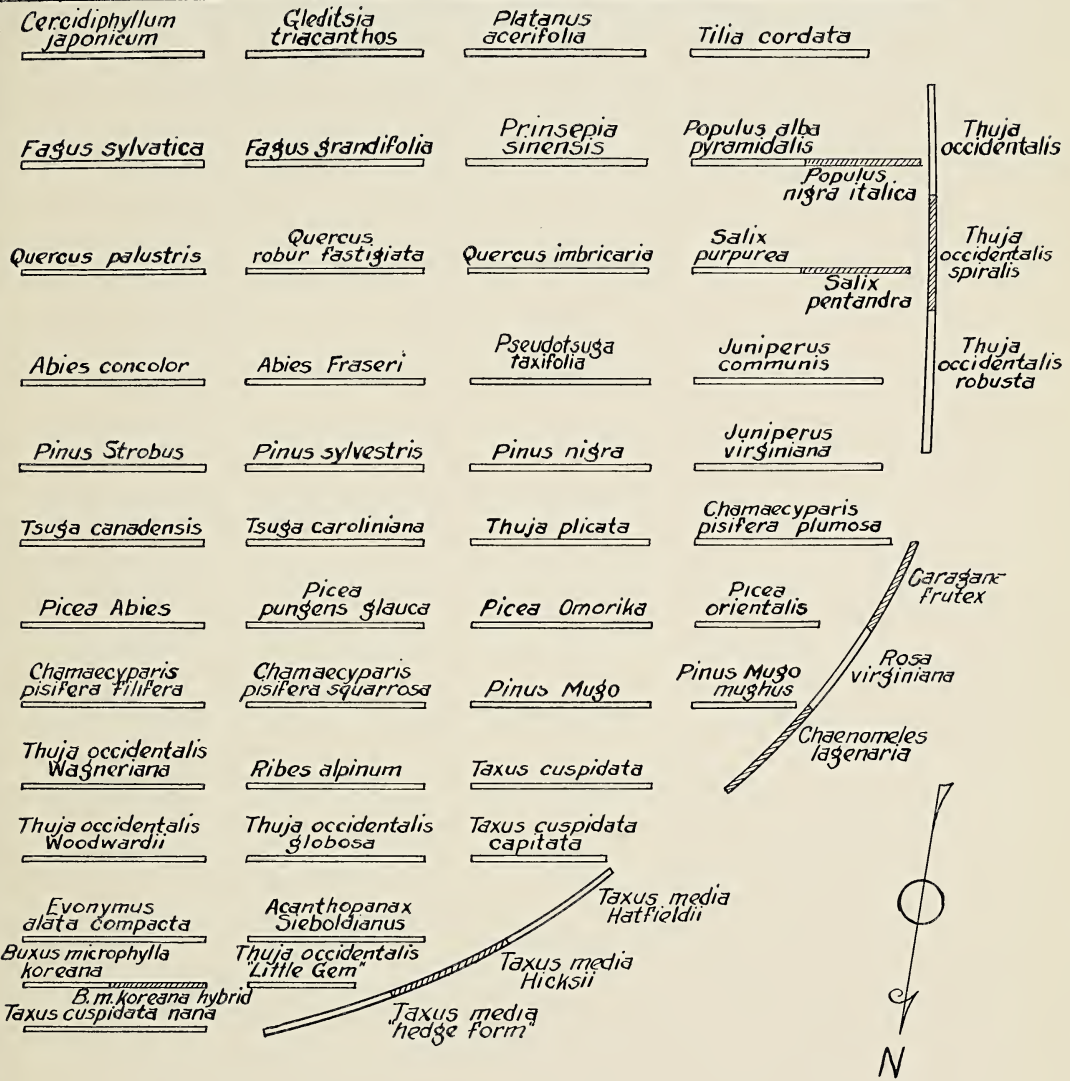 Cercidiphyllum
japonicum
Gleditsia
triacanthos
Platanus
acerifolia
Tilia cordata
Fagus sylvatica
Fagus grandifolia
Prinsepia
sinensis
Populus alba
pyramidalis
Populus
nigra italica
Thuja
occidentalis
Quercus palustris
Quercus
robur fastigiata
Quercus imbricaria
Salix
purpurea
Salix
pentandra
Thuja
occidentalis
spiralis
Abies concolor
Abies Fraseri
Pseudotsuga
taxifolia
Juniperus
communis
Thuja
occidentalis
robusta
Pinus Strobus
Pinus sylvestris
Pinus nigra
Juniperus
virginiana
Tsuga canadensis
Tsuga caroliniana
Thuja plicata
Chamaecyparis
pisifera plumosa
frutex
Picea Abies
Picea
pungens glauca
Picea Omorika
Picea
orientalis
Rosa
virginiana
Chamaecyparis
pisifera filifera
Chamaecyparis
pisifera squarrosa
Pinus Mugo
Pinus Mugo
mughus
Chaenomeles
lagenaria
Thuja occidentalis
Wagneriana
Ribes alpinum
Taxus cuspidata
Thuja occidentalis
Woodwardii
Thuja occidentalis
globosa
Taxus cuspidata
capitata
Taxus media
Hatfieldii
Evonymus
alata compacta
Acanthopanax
Sieboldianus
Buxus microphylla
koreana
B.m. koreana hybrid
Thuja occidentalis
"Little Gem"
Taxus media
Hicksii
Taxus cuspidata nana
Taxus media
"hedge form"
N